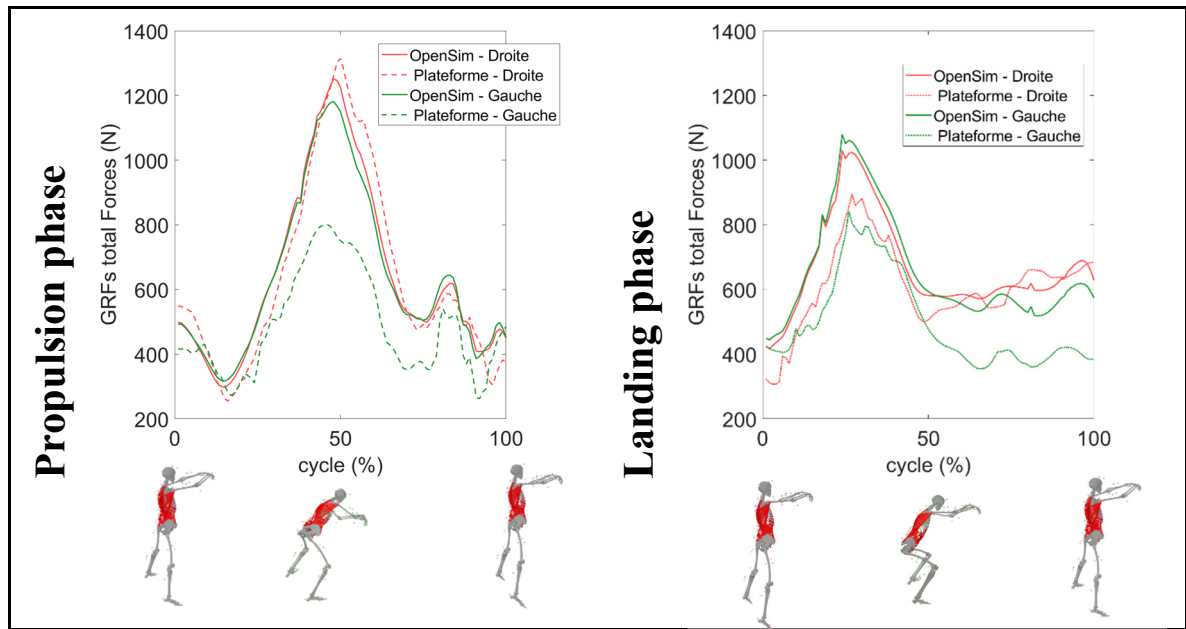 Propulsion phase
GRFs total Forces (N)
1400
1200
1000
800
600
400
200
0
50
100
cycle (%)
OpenSim - Droite
Plateforme - Droite
OpenSim - Gauche
Plateforme - Gauche
Landing phase
GRFs total Forces (N)
1400
1200
1000
800
600
400
200
0
50
100
cycle (%)
OpenSim - Droite
Plateforme - Droite
OpenSim - Gauche
Plateforme - Gauche